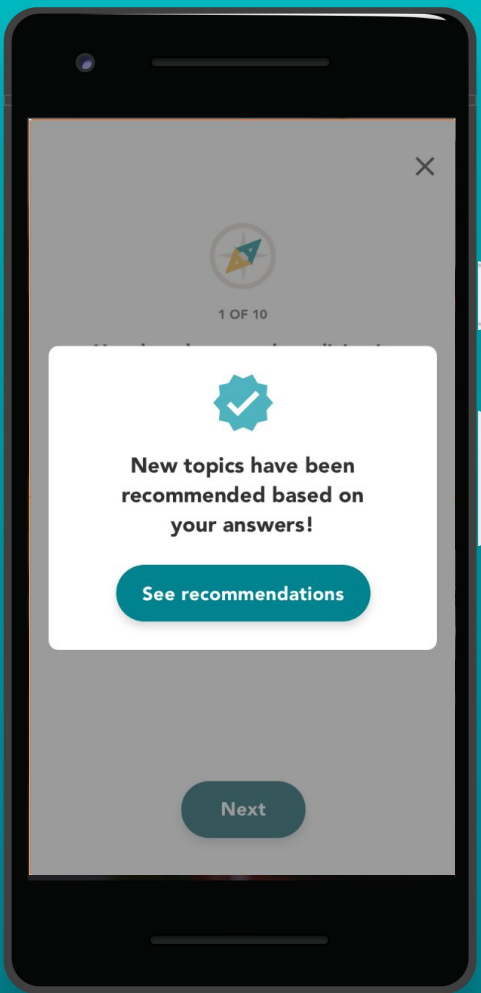 1 OF 10
New topics have been
recommended based on
your answers!
See recommendations
Next